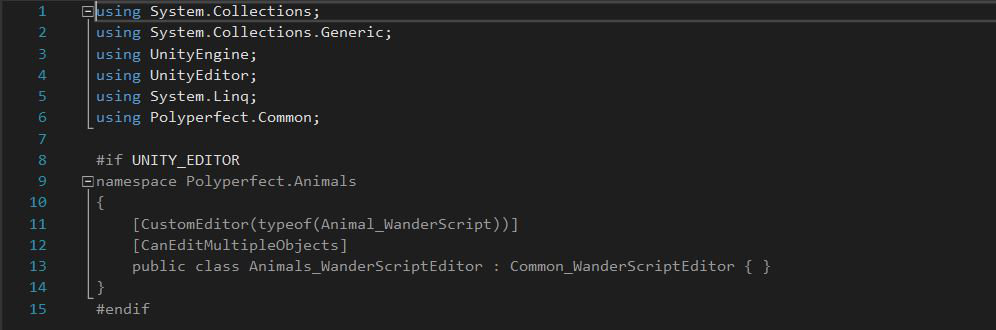 1 using System.Collections;
2 using System.Collections.Generic;
3 using UnityEngine;
4 using UnityEditor;
5 using System.Linq;
6 using Polyperfect.Common;
7
8 #if UNITY_EDITOR
9 namespace Polyperfect.Animals
10 {
11 [CustomEditor(typeof(Animal_WanderScript))]
12 [CanEditMultipleObjects]
13 public class Animals_WanderScriptEditor : Common_WanderScriptEditor { }
14 }
15 #endif